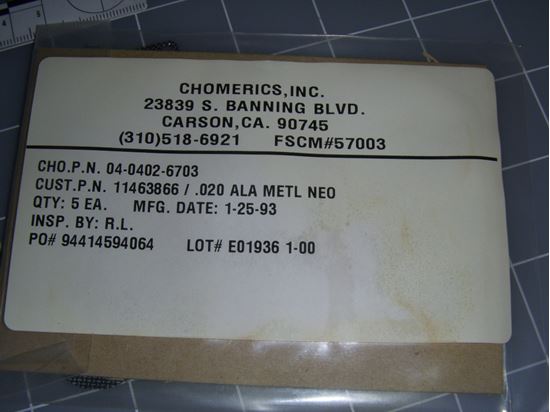 CHOMERICS,INC.
23839 S. BANNING BLVD.
CARSON,CA. 90745
(310)518-6921 FSCM#57003
CHO.P.N. 04-0402-6703
CUST.P.N. 11463866 / .020 ALA METL NEO
QTY: 5 EA. MFG. DATE: 1-25-93
INSP. BY: R.L.
PO# 94414594064 LOT# E01936 1-00